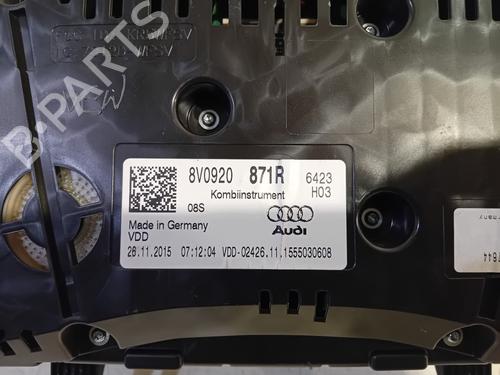 B-PARTS
8V0920 871R 6423
Kombiinstrument H03
08S
Made in Germany
VDD
Audi
28.11.2015 07:12:04 VDD-02426.11.1555030608